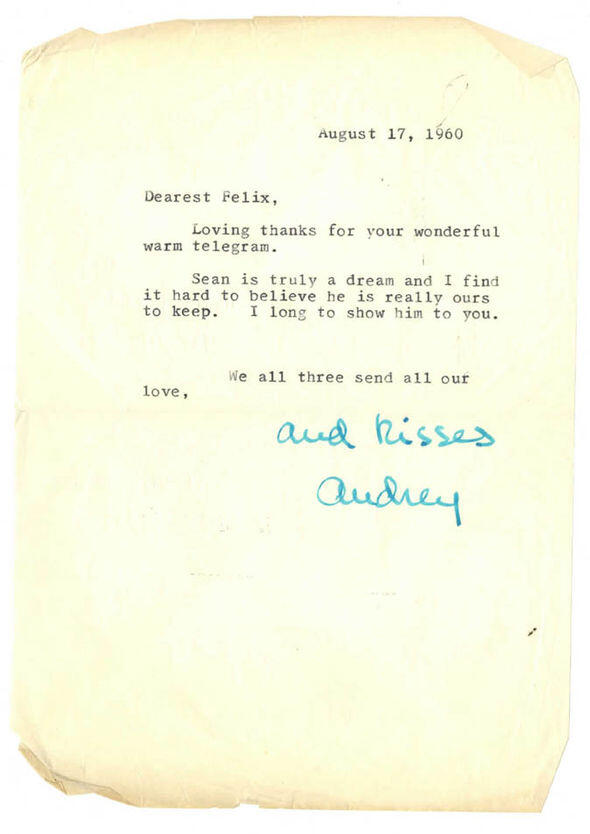 August 17, 1960
Dearest Felix,
Loving thanks for your wonderful
warm telegram.
Sean is truly a dream and I find
it hard to believe he is really ours
to keep. I long to show him to you.
We all three send all our
love,
and kisses
Audrey